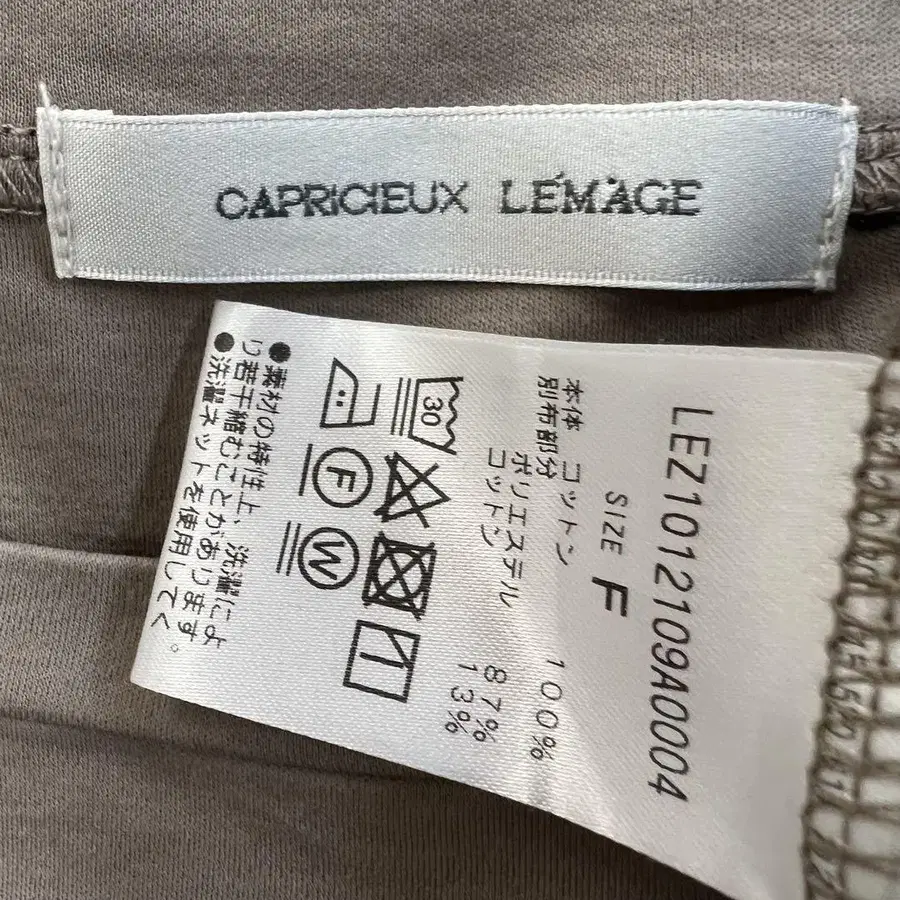 CAPRICIEUX LE'MAGE
LEZ1012109A0004
SIZE F
本体 コットン 100%
別布部分 ポリエステル 87%
コットン 13%
30
F W
●素材の特性上、洗濯によ
り若干縮むことがあります。
●洗濯ネットを使用してく